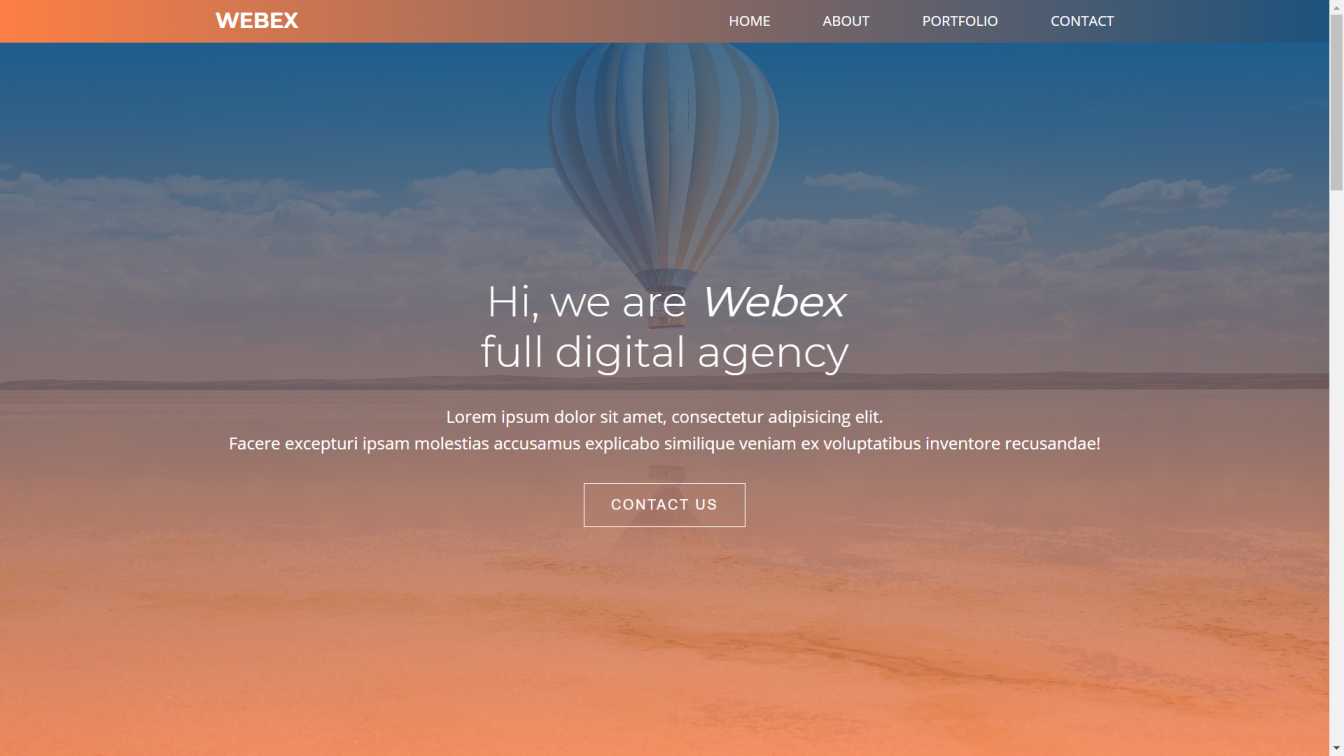 WEBEX
HOME ABOUT PORTFOLIO CONTACT
Hi, we are Webex
full digital agency
Lorem ipsum dolor sit amet, consectetur adipisicing elit.
Facere excepturi ipsam molestias accusamus explicabo similique veniam ex voluptatibus inventore recusandae!
CONTACT US